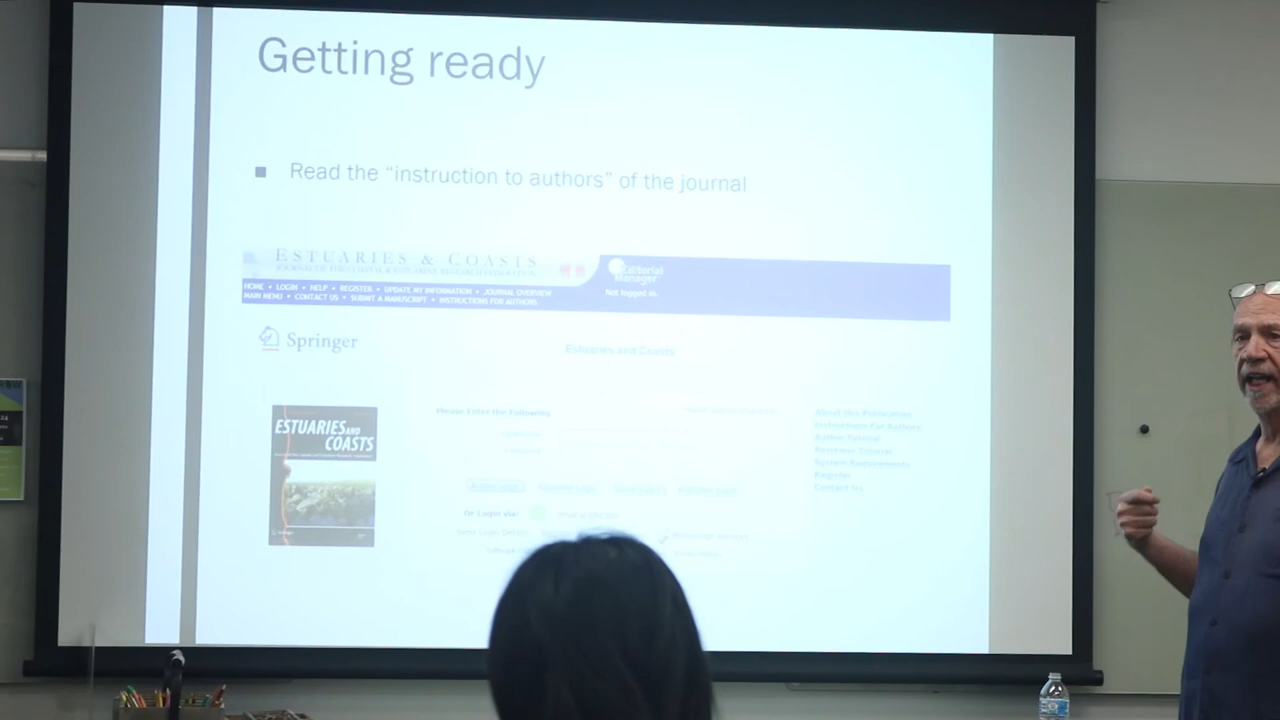 Getting ready
Read the “instruction to authors” of the journal
ESTUARIES & COASTS
Editorial
Manager
HOME • LOGIN • HELP • REGISTER • UPDATE MY INFORMATION • JOURNAL OVERVIEW
MAIN MENU • CONTACT US • SUBMIT A MANUSCRIPT • INSTRUCTIONS FOR AUTHORS
Not logged in.
Springer
Estuaries and Coasts
ESTUARIES AND
COASTS
Please Enter the Following
Or Login via:
About this Publication
Instructions For Authors
Author Tutorial
Reviewer Tutorial
System Requirements
Register
Contact Us